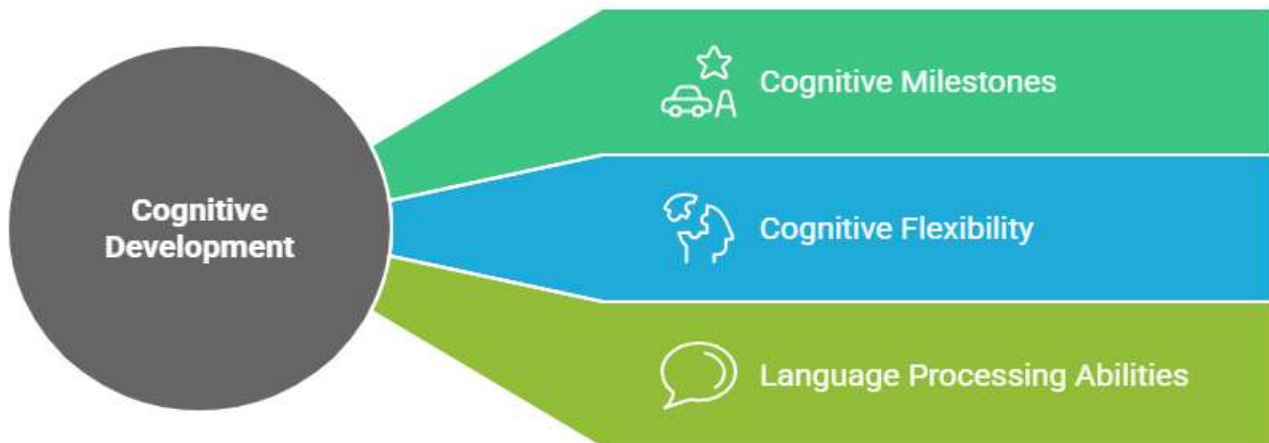 Cognitive
Development
Cognitive Milestones
Cognitive Flexibility
Language Processing Abilities